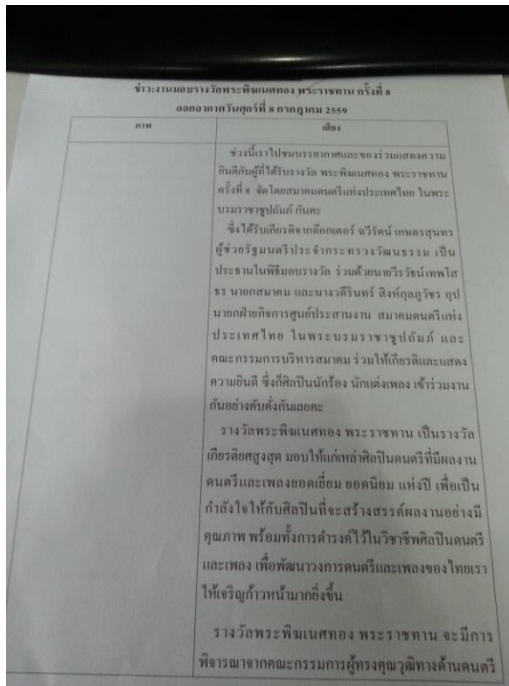 ข่าว:งานมอบรางวัลพระพิฆเนศทอง พระราชทาน ครั้งที่ 8
ออกอากาศวันศุกร์ที่ 8 กรกฎาคม 2559
ภาพ
เสียง
ช่วงนี้เราไปชมบรรยากาศและของร่วมแสดงความ
ยินดีกับผู้ที่ได้รับรางวัล พระพิฆเนศทอง พระราชทาน
ครั้งที่ 8 จัดโดยสมาคมดนตรีแห่งประเทศไทย ในพระ
บรมราชาชูปถัมภ์ กันคะ
ซึ่งได้รับเกียรติจากด็อกเตอร์ ฉวีรัตน์ เกษตรสุนทร
ผู้ช่วยรัฐมนตรีประจำกระทรวงวัฒนธรรม เป็น
ประธานในพิธีมอบรางวัล ร่วมด้วยนายวิรัชน์เทพโส
ธร นายกสมาคม และนางวดีรินทร์ สิงห์กุลภูวัชร อุป
นายกฝ่ายกิจการศูนย์ประสานงาน สมาคมดนตรีแห่ง
ประเทศไทย ในพระบรมราชาชูปถัมภ์ และ
คณะกรรมการบริหารสมาคม ร่วมให้เกียรติและแสดง
ความยินดี ซึ่งก็ศิลปินนักร้อง นักแต่งเพลง เข้าร่วมงาน
กันอย่างคับคั่งกันเลยคะ
รางวัลพระพิฆเนศทอง พระราชทาน เป็นรางวัล
เกียรติยศสูงสุด มอบให้แก่เหล่าศิลปินดนตรีที่มีผลงาน
ดนตรีและเพลงยอดเยี่ยม ยอดนิยม แห่งปี เพื่อเป็น
กำลังใจให้กับศิลปินที่จะสร้างสรรค์ผลงานอย่างมี
คุณภาพ พร้อมทั้งการดำรงค์ไว้ในวิชาชีพศิลปินดนตรี
และเพลง เพื่อพัฒนาวงการดนตรีและเพลงของไทยเรา
ให้เจริญก้าวหน้ามากยิ่งขึ้น
รางวัลพระพิฆเนศทอง พระราชทาน จะมีการ
พิจารณาจากคณะกรรมการผู้ทรงคุณวุฒิทางด้านดนตรี